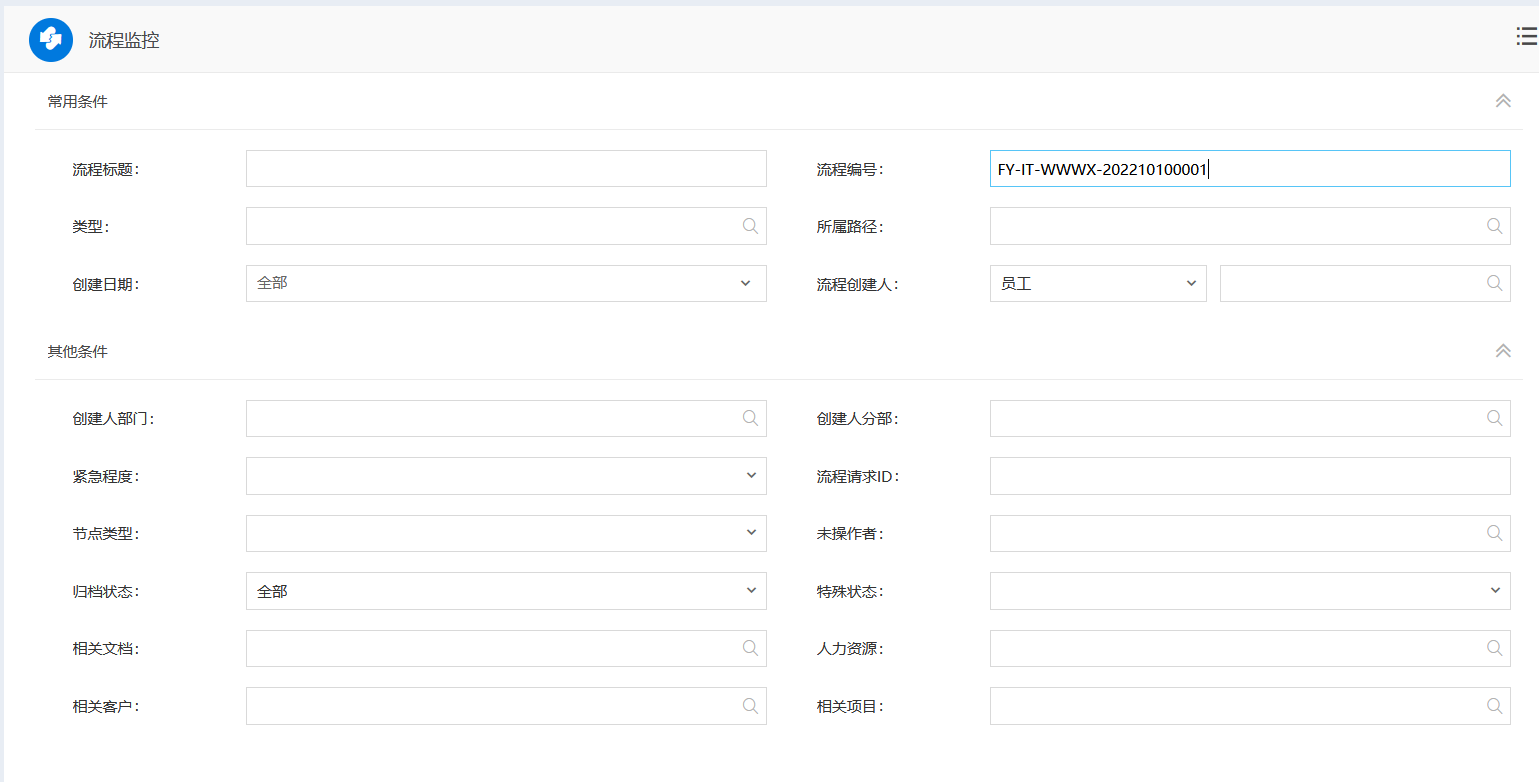 流程监控
常用条件
流程标题： 流程编号： FY-IT-WWWX-202210100001
类型： 所属路径：
创建日期： 全部 流程创建人： 员工
其他条件
创建人部门： 创建人分部：
紧急程度： 流程请求ID：
节点类型： 未操作者：
归档状态： 全部 特殊状态：
相关文档： 人力资源：
相关客户： 相关项目：